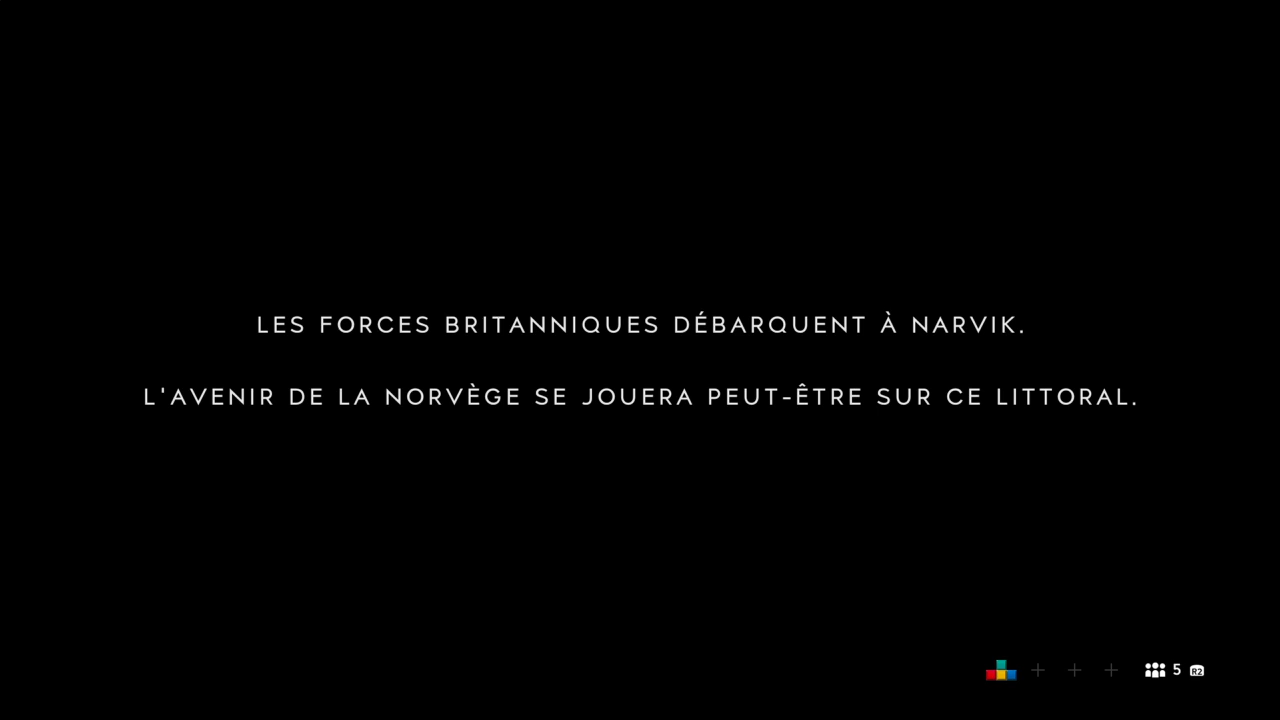 LES FORCES BRITANNIQUES DÉBARQUENT À NARVIK.
L'AVENIR DE LA NORVÈGE SE JOUERA PEUT-ÊTRE SUR CE LITTORAL.
5 R2